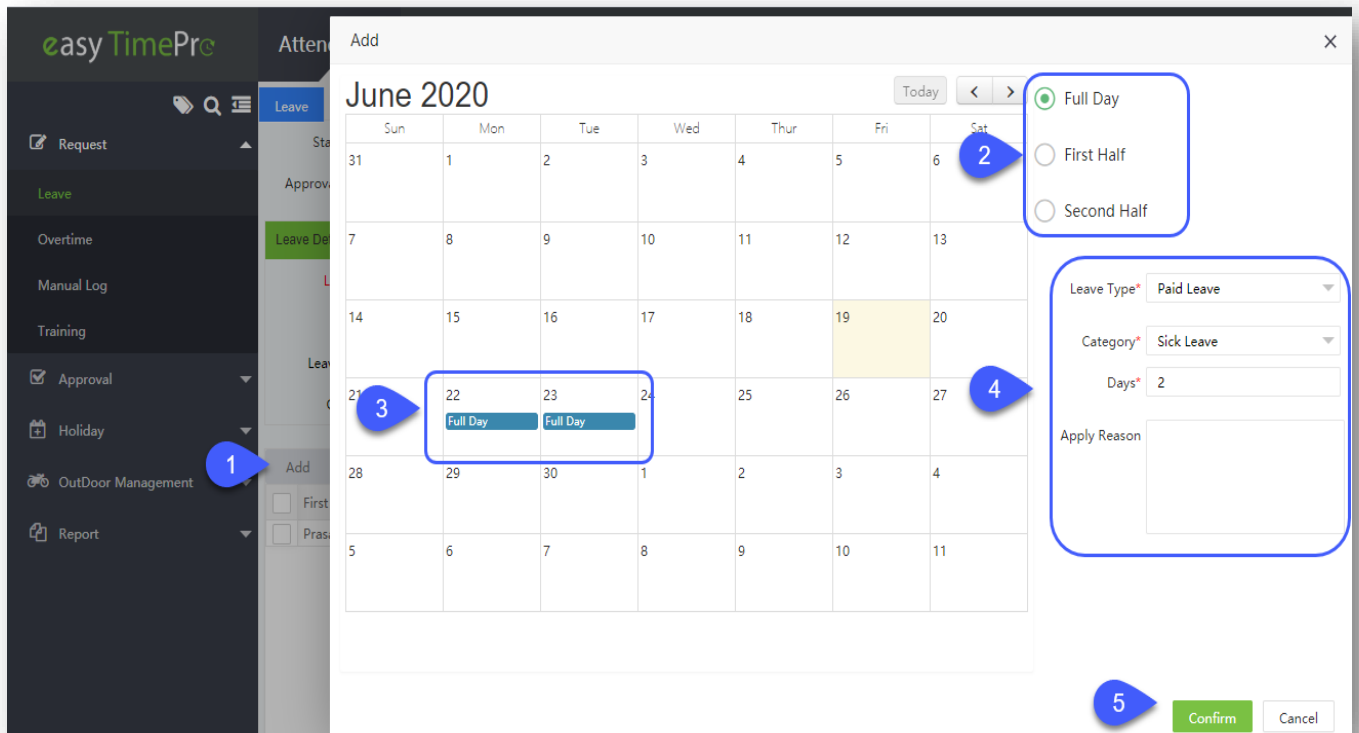 easy TimePro
Atten
Add
Leave
June 2020
Today
Full Day
Request
Sta
Sun Mon Tue Wed Thur Fri Sat
31 1 2 3 4 5 6
2
First Half
Leave
Approva
Second Half
Overtime
Leave De
7 8 9 10 11 12 13
Manual Log
L
Leave Type* Paid Leave
14 15 16 17 18 19 20
Training
Category* Sick Leave
Approval
Lea
Days* 2
21 22 23 24 25 26 27
3
4
Full Day Full Day
Holiday
Apply Reason
1
Add
28 29 30 1 2 3 4
OutDoor Management
First
Report
Pras
5 6 7 8 9 10 11
5
Confirm Cancel